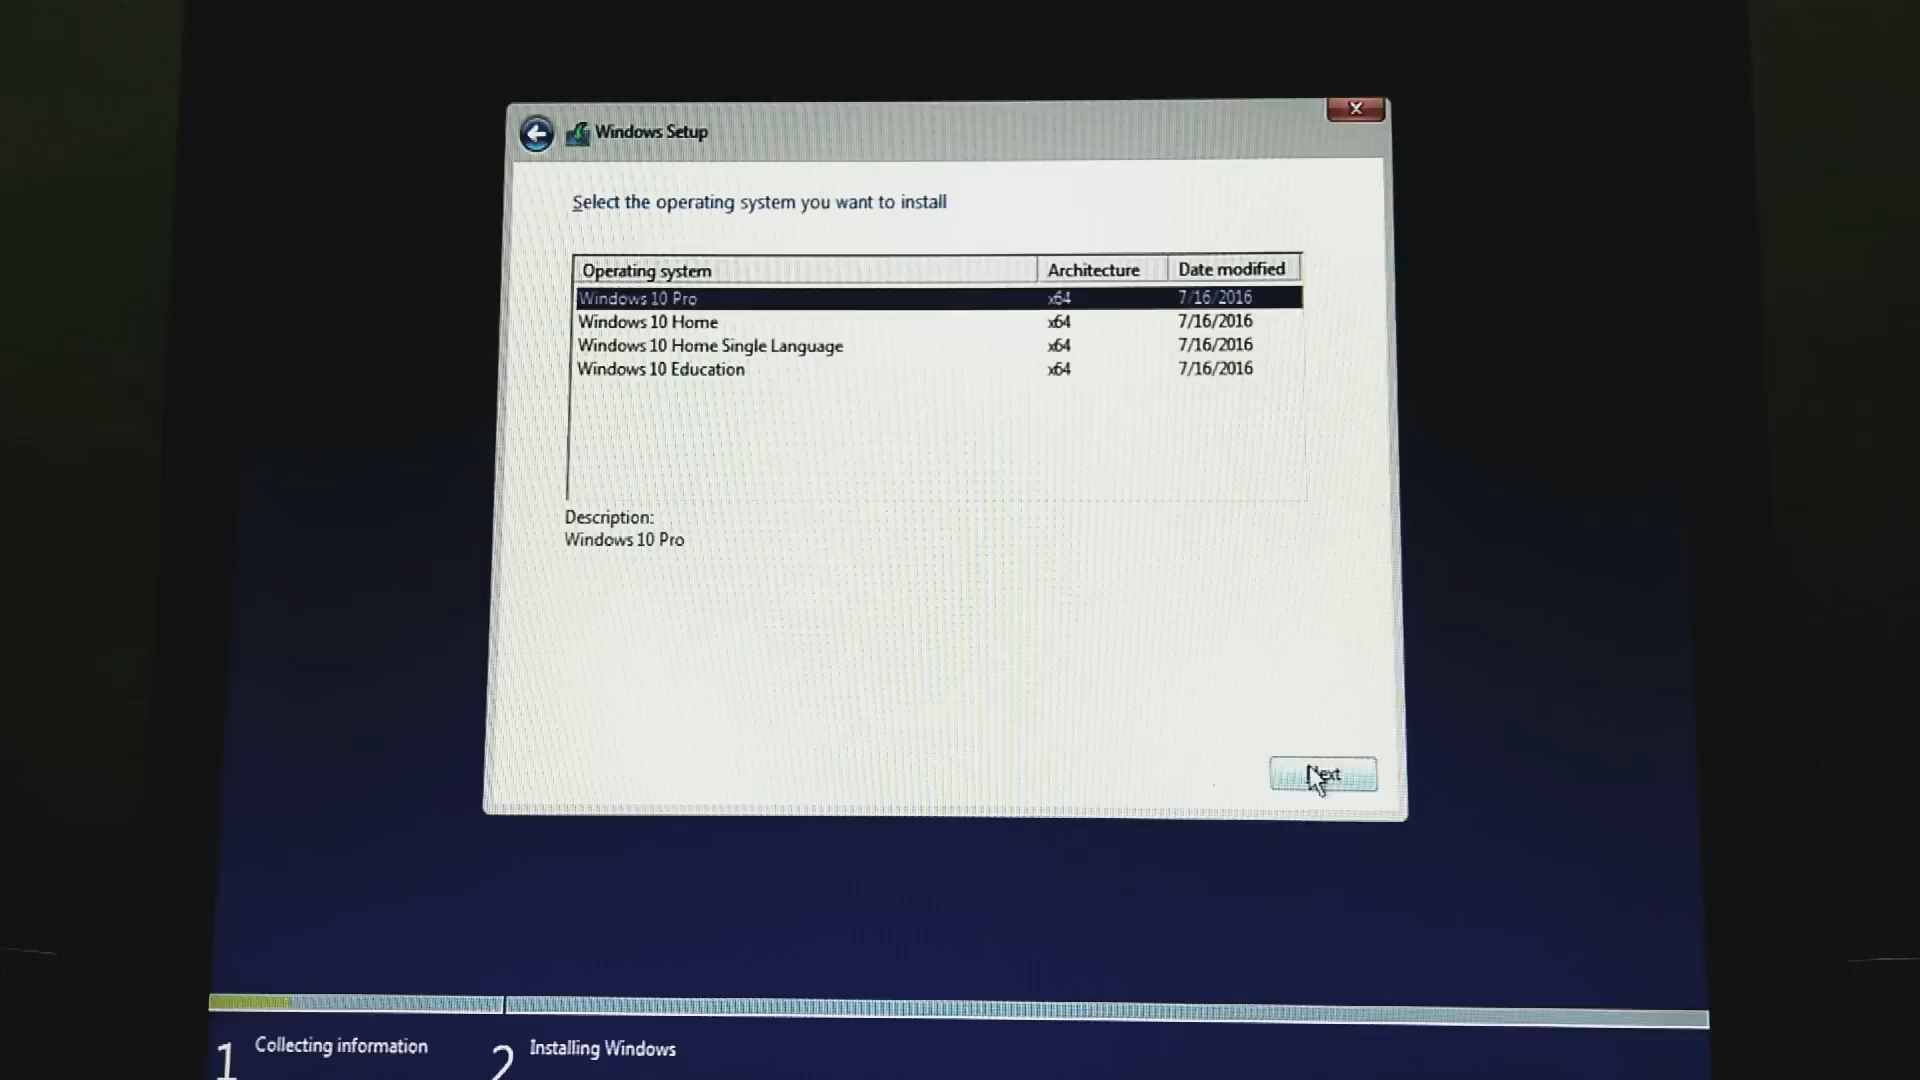 Windows Setup
Select the operating system you want to install
Operating system Architecture Date modified
Windows 10 Pro x64 7/16/2016
Windows 10 Home x64 7/16/2016
Windows 10 Home Single Language x64 7/16/2016
Windows 10 Education x64 7/16/2016
Description:
Windows 10 Pro
Next
1 Collecting information 2 Installing Windows